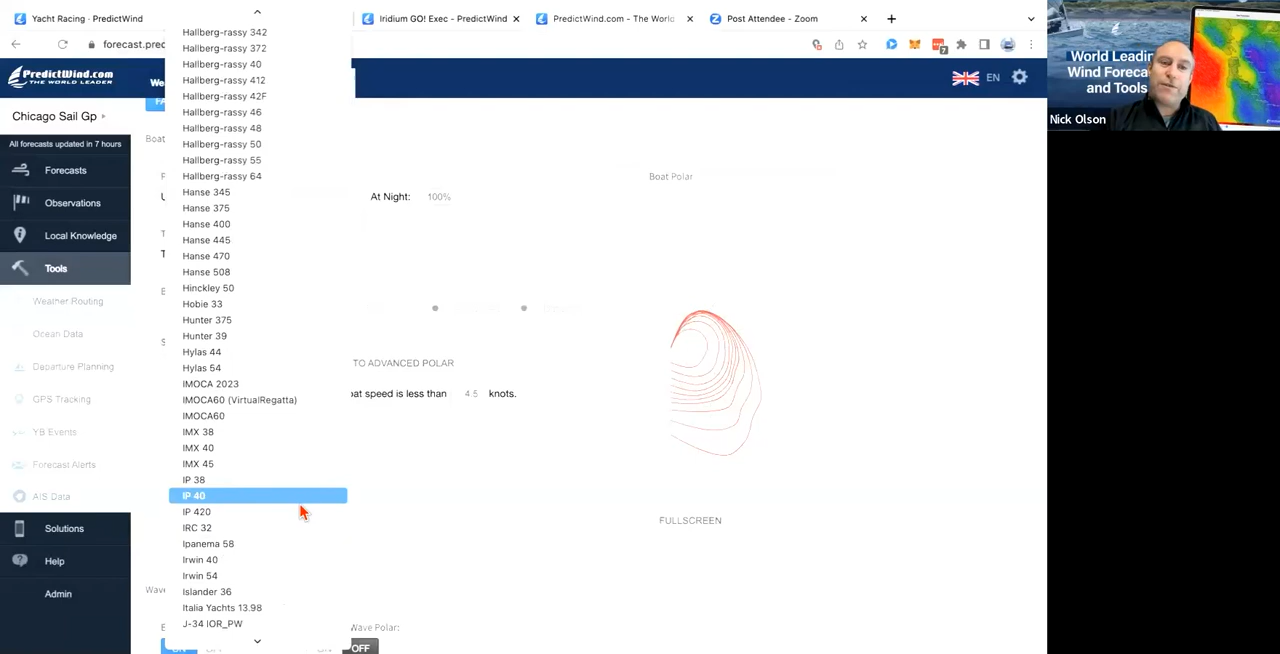 Yacht Racing - PredictWind
Iridium GO! Exec - PredictWind
PredictWind.com - The World
Post Attendee - Zoom
forecast.prec
7
PredictWind.com
THE WORLD LEADER
We
EN
Chicago Sail Gp
All forecasts updated in 7 hours
Forecasts
Observations
Local Knowledge
Tools
Weather Routing
Ocean Data
Departure Planning
GPS Tracking
YB Events
Forecast Alerts
AIS Data
Solutions
Help
Admin
FA
Boat
Hallberg-rassy 342
Hallberg-rassy 372
Hallberg-rassy 40
Hallberg-rassy 412
Hallberg-rassy 42F
Hallberg-rassy 46
Hallberg-rassy 48
Hallberg-rassy 50
Hallberg-rassy 55
Hallberg-rassy 64
Hanse 345
Hanse 375
Hanse 400
Hanse 445
Hanse 470
Hanse 508
Hinckley 50
Hobie 33
Hunter 375
Hunter 39
Hylas 44
Hylas 54
IMOCA 2023
IMOCA60 (VirtualRegatta)
IMOCA60
IMX 38
IMX 40
IMX 45
IP 38
IP 40
IP 420
IRC 32
Ipanema 58
Irwin 40
Irwin 54
Islander 36
Italia Yachts 13.98
J-34 IOR_PW
At Night: 100%
TO ADVANCED POLAR
oat speed is less than 4.5 knots.
Wave
Wave Polar:
OFF
Boat Polar
FULLSCREEN
World Leading
Wind Forecas
and Tools
Nick Olson